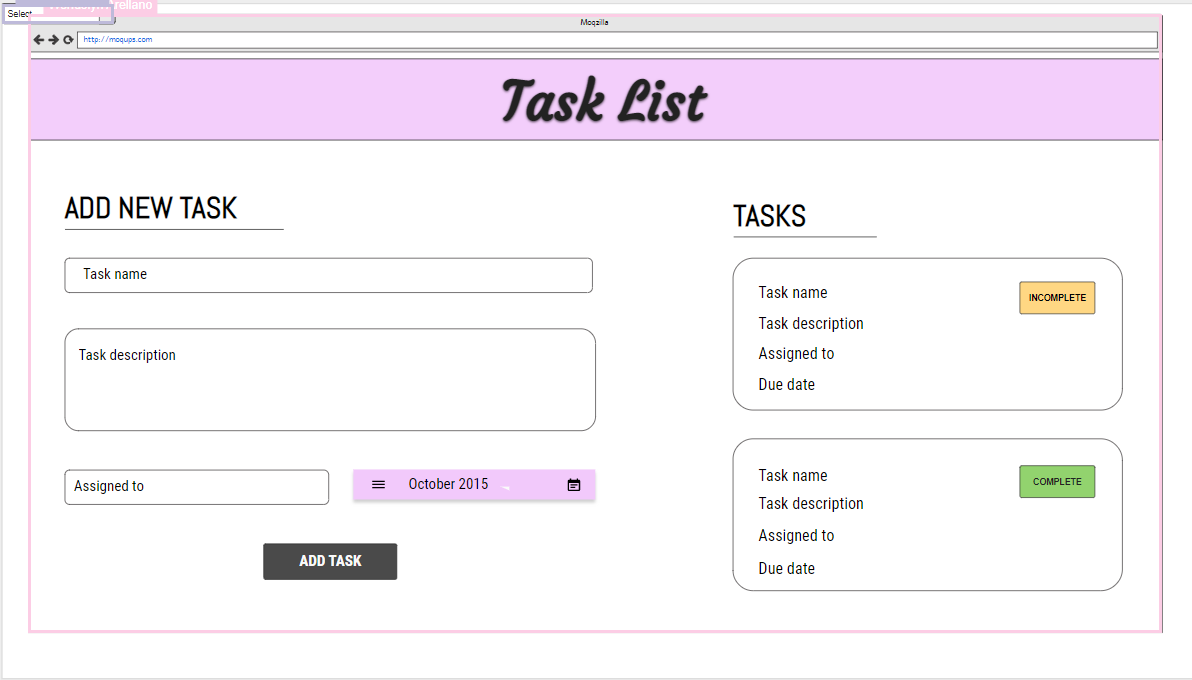 Select
Moqzilla
http://moqups.com
Task List
ADD NEW TASK
Task name
Task description
Assigned to
October 2015
ADD TASK
TASKS
Task name
INCOMPLETE
Task description
Assigned to
Due date
Task name
COMPLETE
Task description
Assigned to
Due date